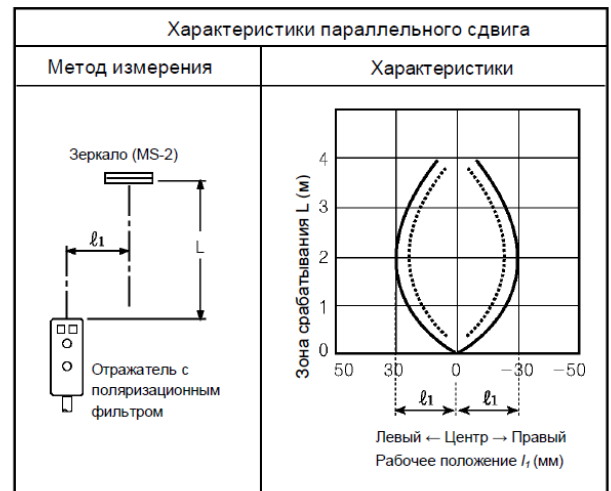 Характеристики параллельного сдвига
Метод измерения
Характеристики
Зеркало (MS-2)
ℓ1
L
Отражатель с
поляризационным
фильтром
Зона срабатывания L (м)
4
3
2
1
0
50 30 0 −30 −50
ℓ1 ℓ1
Левый ← Центр → Правый
Рабочее положение l1 (мм)